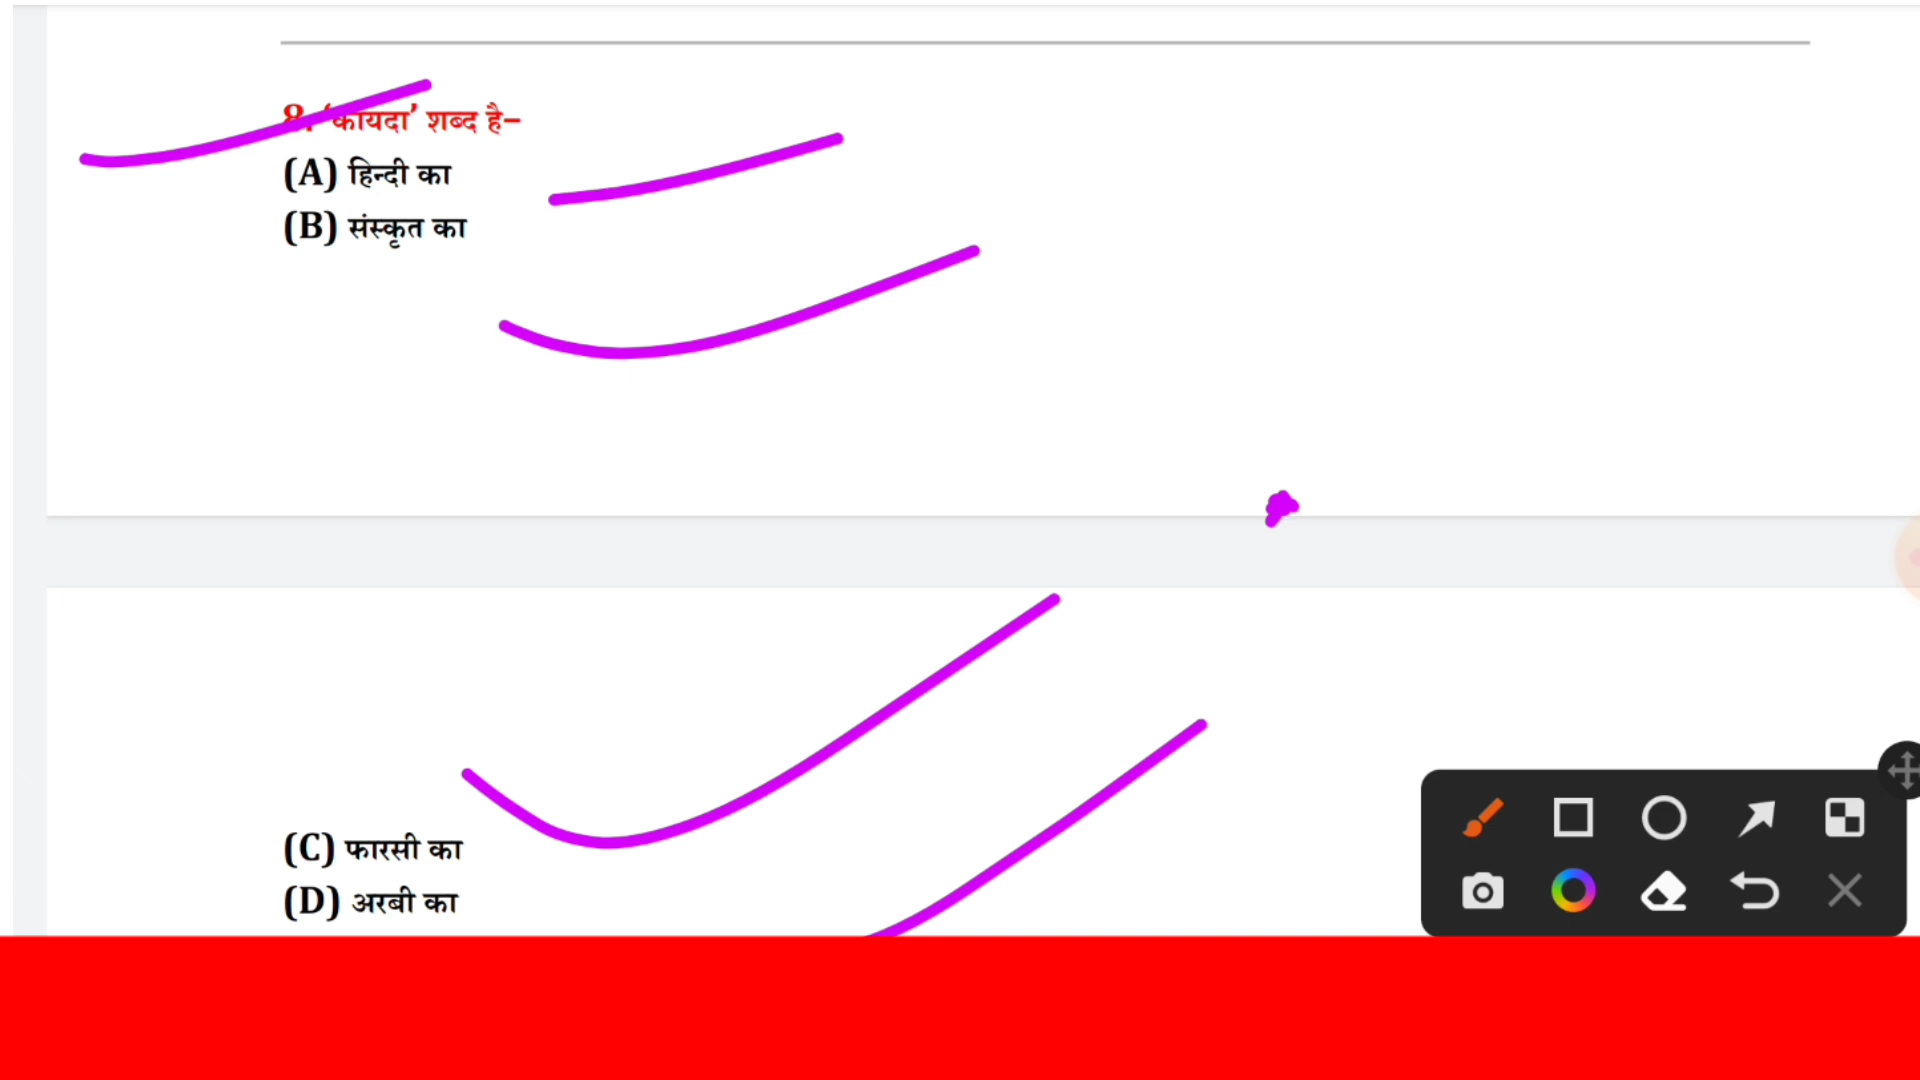 8. ‘कायदा’ शब्द है–
(A) हिन्दी का
(B) संस्कृत का
(C) फारसी का
(D) अरबी का